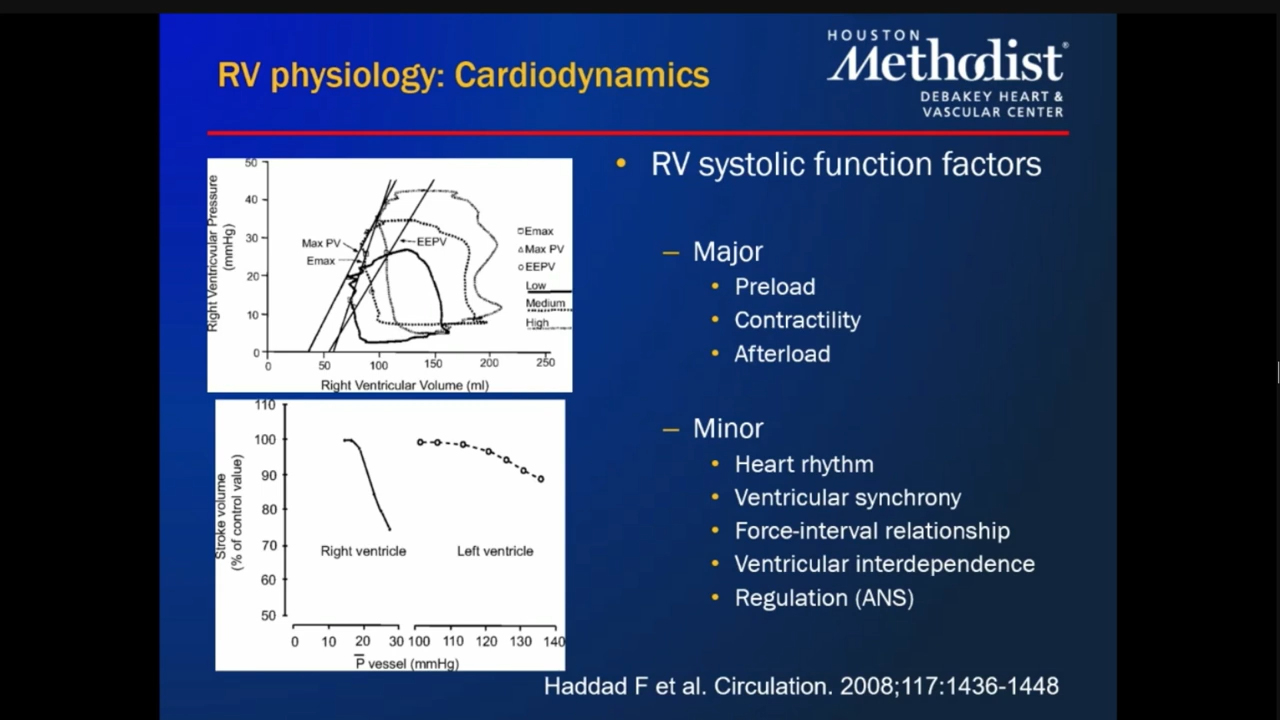 RV physiology: Cardiodynamics
HOUSTON
Methodist®
DEBAKEY HEART &
VASCULAR CENTER
50
40
30
20
10
0
Right Ventricvular Pressure
(mmHg)
Max PV
Emax
EEPV
Emax
Max PV
EEPV
Low
Medium
High
0
50
100
150
200
250
Right Ventricular Volume (ml)
110
100
90
80
70
60
50
Stroke volume
(% of control value)
Right ventricle
Left ventricle
0 10 20 30 100 110 120 130 140
P̅ vessel (mmHg)
• RV systolic function factors
– Major
• Preload
• Contractility
• Afterload
– Minor
• Heart rhythm
• Ventricular synchrony
• Force-interval relationship
• Ventricular interdependence
• Regulation (ANS)
Haddad F et al. Circulation. 2008;117:1436-1448